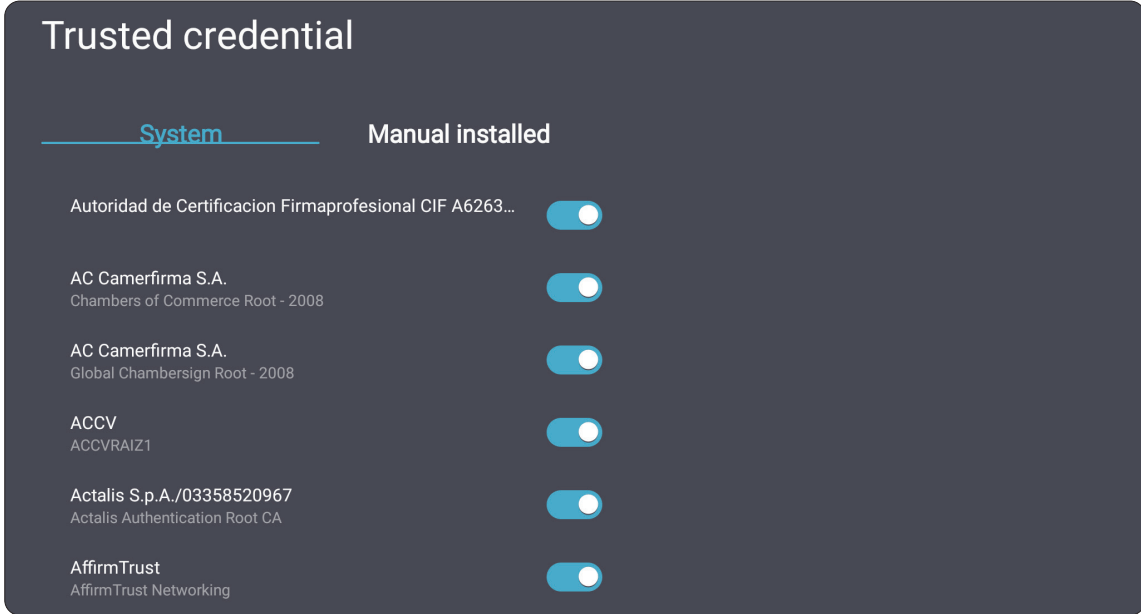 Trusted credential
System
Manual installed
Autoridad de Certificacion Firmaprofesional CIF A6263...
AC Camerfirma S.A.
Chambers of Commerce Root - 2008
AC Camerfirma S.A.
Global Chambersign Root - 2008
ACCV
ACCVRAIZ1
Actalis S.p.A./03358520967
Actalis Authentication Root CA
AffirmTrust
AffirmTrust Networking